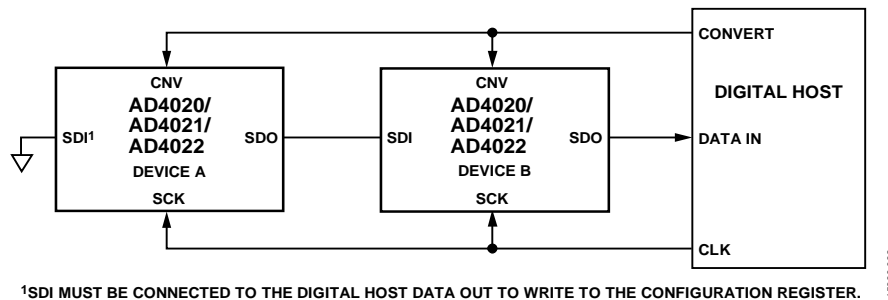 CONVERT
CNV
AD4020/
AD4021/
AD4022
SDI¹
SDO
DEVICE A
SCK
CNV
AD4020/
AD4021/
AD4022
SDI
SDO
DEVICE B
SCK
DIGITAL HOST
DATA IN
CLK
¹SDI MUST BE CONNECTED TO THE DIGITAL HOST DATA OUT TO WRITE TO THE CONFIGURATION REGISTER.